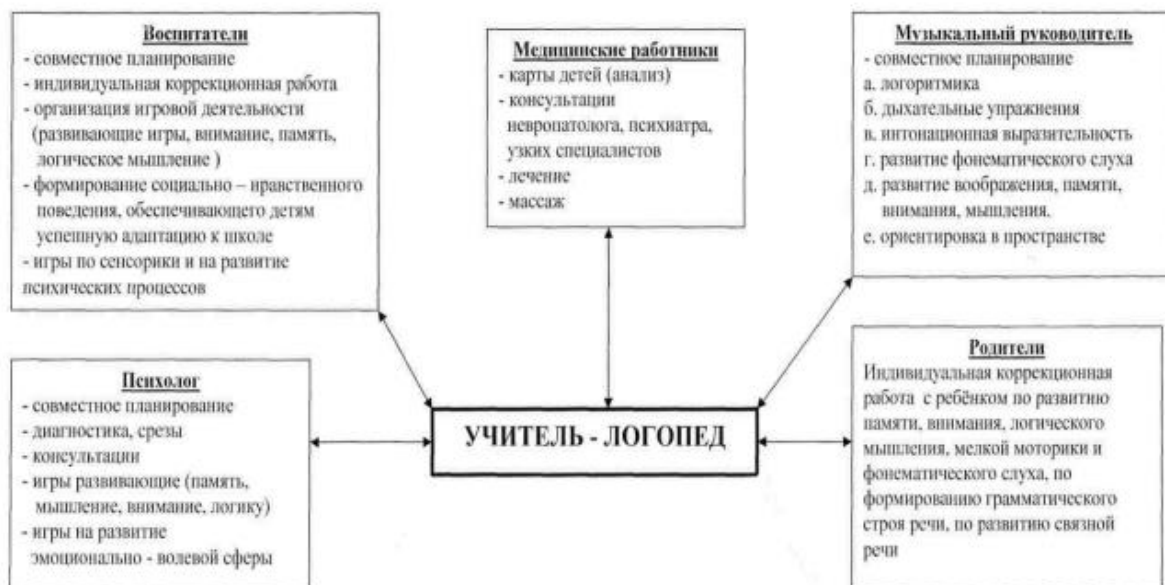 Воспитатели
- совместное планирование
- индивидуальная коррекционная работа
- организация игровой деятельности
(развивающие игры, внимание, память,
логическое мышление )
- формирование социально – нравственного
поведения, обеспечивающего детям
успешную адаптацию к школе
- игры по сенсорики и на развитие
психических процессов
Медицинские работники
- карты детей (анализ)
- консультации
невропатолога, психиатра,
узких специалистов
- лечение
- массаж
Музыкальный руководитель
- совместное планирование
а. логоритмика
б. дыхательные упражнения
в. интонационная выразительность
г. развитие фонематического слуха
д. развитие воображения, памяти,
внимания, мышления.
е. ориентировка в пространстве
Психолог
- совместное планирование
- диагностика, срезы
- консультации
- игры развивающие (память,
мышление, внимание, логику)
- игры на развитие
эмоционально - волевой сферы
УЧИТЕЛЬ - ЛОГОПЕД
Родители
Индивидуальная коррекционная
работа с ребёнком по развитию
памяти, внимания, логического
мышления, мелкой моторики и
фонематического слуха, по
формированию грамматического
строя речи, по развитию связной
речи